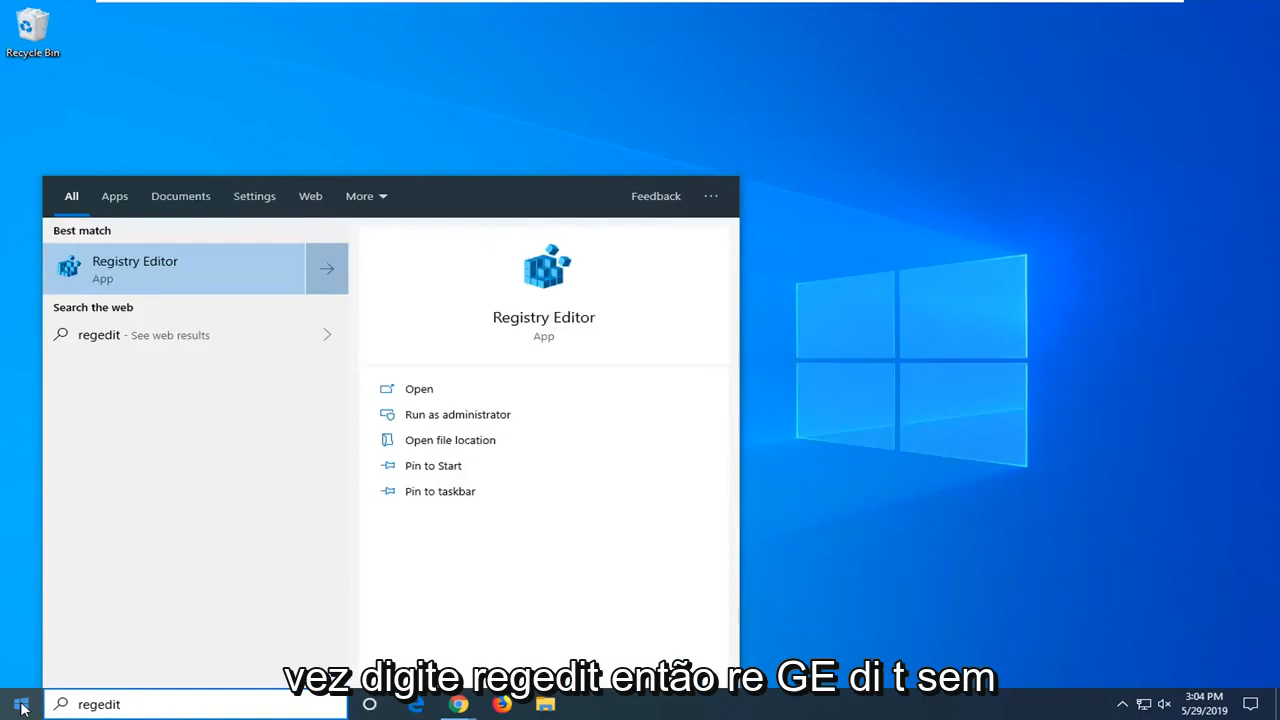 Recycle Bin
All Apps Documents Settings Web More Feedback ...
Best match
Registry Editor
App
Search the web
regedit - See web results
Registry Editor
App
Open
Run as administrator
Open file location
Pin to Start
Pin to taskbar
vez digite regedit então re GE di t sem
regedit
3:04 PM
5/29/2019